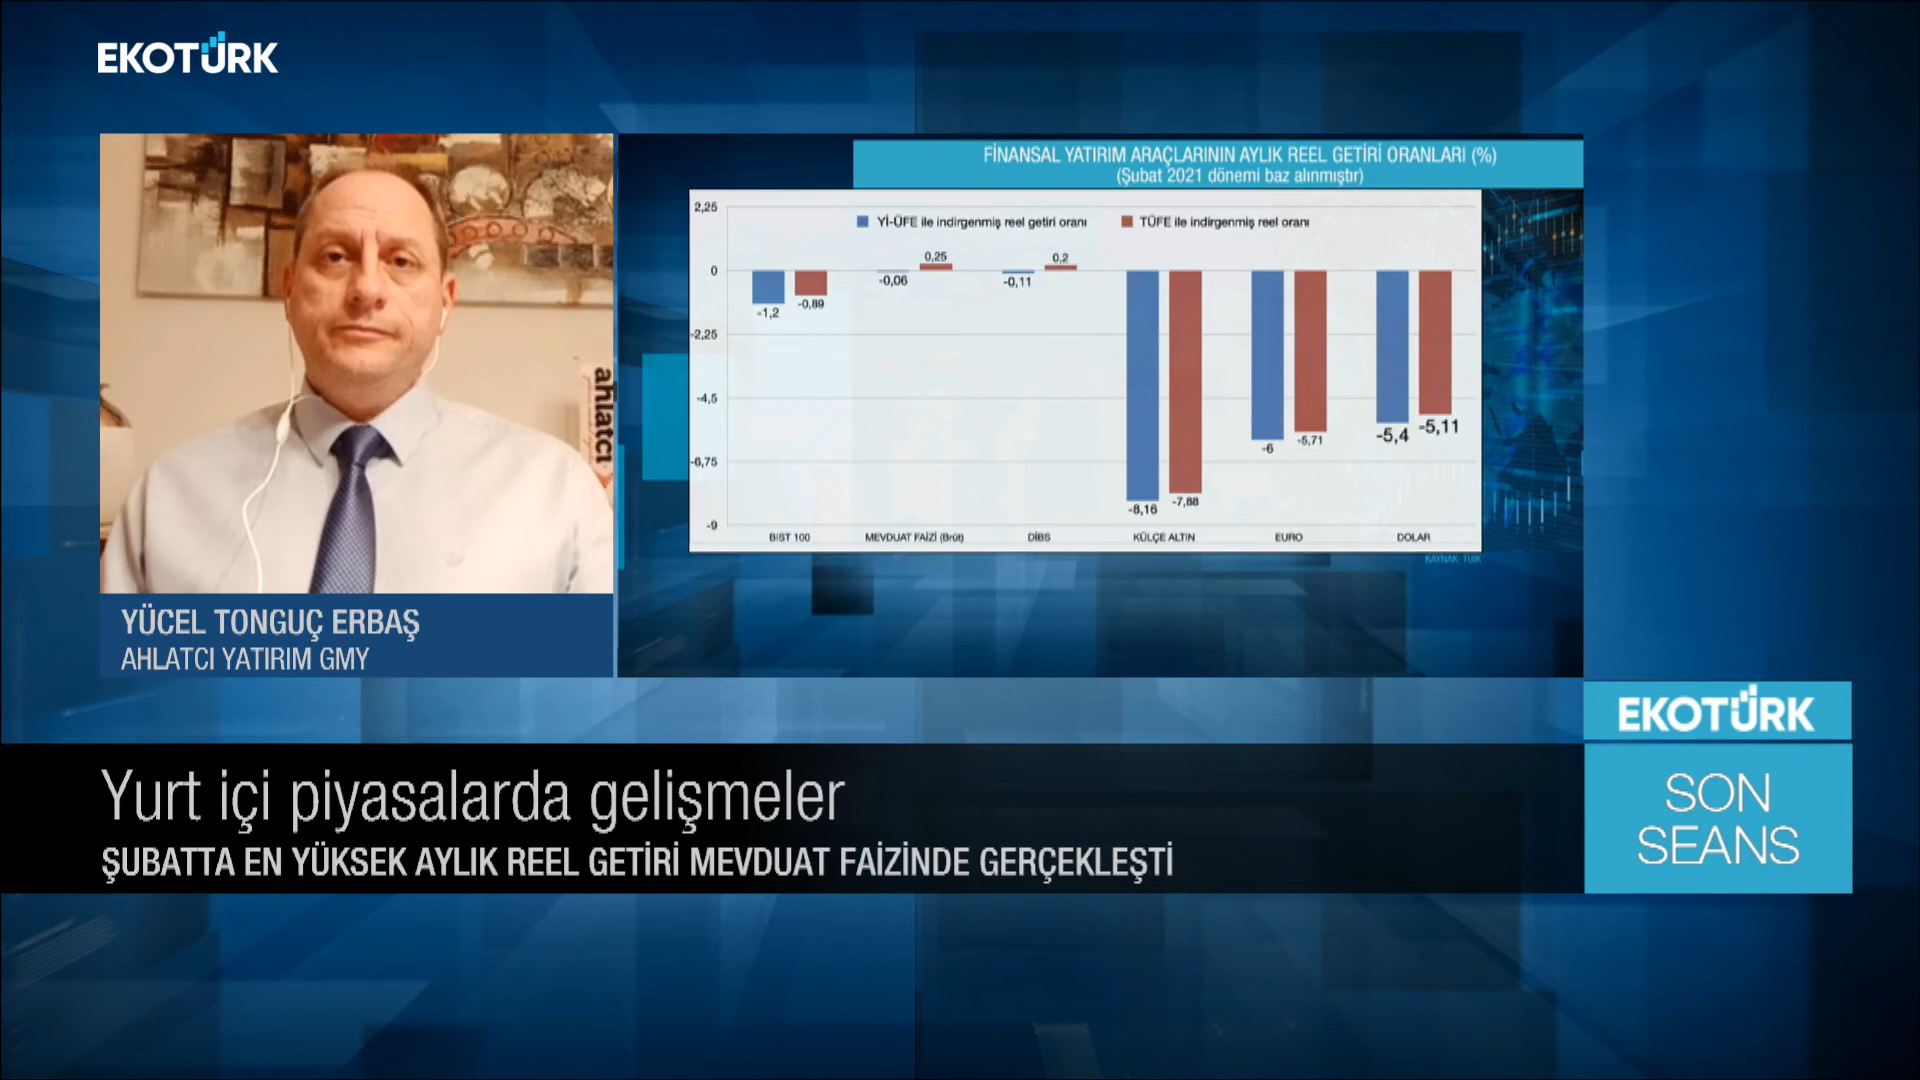 EKOTÜRK
FİNANSAL YATIRIM ARAÇLARININ AYLIK REEL GETİRİ ORANLARI (%)
(Şubat 2021 dönemi baz alınmıştır)
Yİ-ÜFE ile indirgenmiş reel getiri oranı
TÜFE ile indirgenmiş reel oranı
2,25
0
-2,25
-4,5
-6,75
-9
-1,2
-0,89
-0,06
0,25
-0,11
0,2
-8,16
-7,88
-6
-5,71
-5,4
-5,11
BIST 100
MEVDUAT FAİZİ (Brüt)
DİBS
KÜLÇE ALTIN
EURO
DOLAR
KAYNAK: TÜİK
ahlatcı
YÜCEL TONGUÇ ERBAŞ
AHLATCI YATIRIM GMY
EKOTÜRK
SON
SEANS
Yurt içi piyasalarda gelişmeler
ŞUBATTA EN YÜKSEK AYLIK REEL GETİRİ MEVDUAT FAİZİNDE GERÇEKLEŞTİ